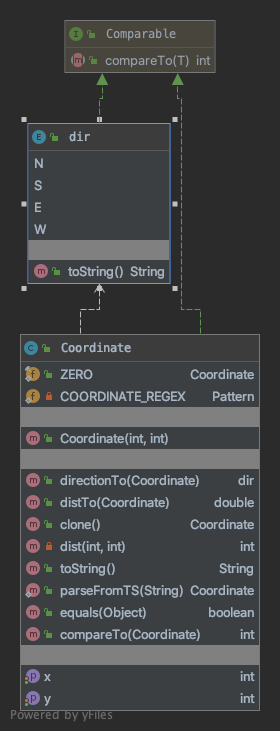 I Comparable
m compareTo(T) int
E dir
N
S
E
W
m toString() String
C Coordinate
f ZERO Coordinate
f COORDINATE_REGEX Pattern
m Coordinate(int, int)
m directionTo(Coordinate) dir
m distTo(Coordinate) double
m clone() Coordinate
m dist(int, int) int
m toString() String
m parseFromTS(String) Coordinate
m equals(Object) boolean
m compareTo(Coordinate) int
p x int
p y int
Powered by yFiles